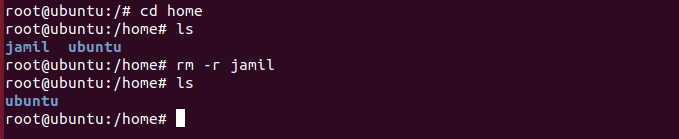 root@ubuntu:/# cd home
root@ubuntu:/home# ls
jamil  ubuntu
root@ubuntu:/home# rm -r jamil
root@ubuntu:/home# ls
ubuntu
root@ubuntu:/home#